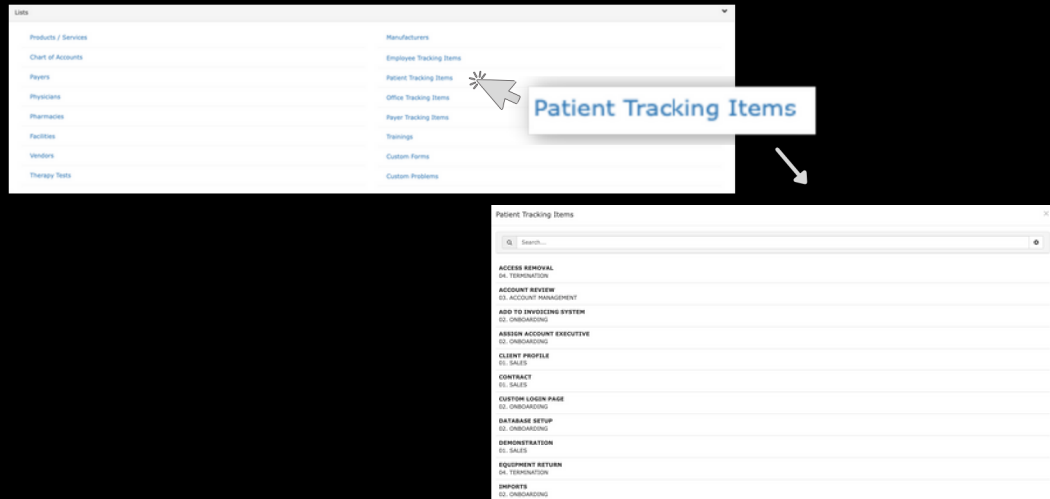 Lists
Products / Services
Chart of Accounts
Payers
Physicians
Pharmacies
Facilities
Vendors
Therapy Tests
Manufacturers
Employee Tracking Items
Patient Tracking Items
Office Tracking Items
Payer Tracking Items
Trainings
Custom Forms
Custom Problems
Patient Tracking Items
Patient Tracking Items
Search...
ACCESS REMOVAL
04. TERMINATION
ACCOUNT REVIEW
03. ACCOUNT MANAGEMENT
ADD TO INVOICING SYSTEM
02. ONBOARDING
ASSIGN ACCOUNT EXECUTIVE
02. ONBOARDING
CLIENT PROFILE
01. SALES
CONTRACT
01. SALES
CUSTOM LOGIN PAGE
02. ONBOARDING
DATABASE SETUP
02. ONBOARDING
DEMONSTRATION
01. SALES
EQUIPMENT RETURN
04. TERMINATION
IMPORTS
02. ONBOARDING